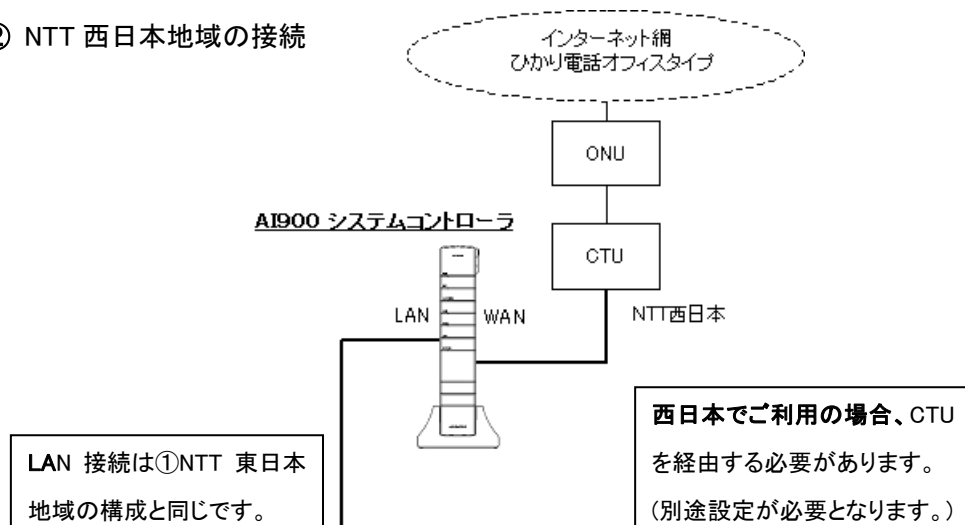 ② NTT 西日本地域の接続
インターネット網
ひかり電話オフィスタイプ
ONU
AI900 システムコントローラ
CTU
LAN
WAN
NTT西日本
西日本でご利用の場合、CTU
を経由する必要があります。
(別途設定が必要となります。)
LAN 接続は①NTT 東日本
地域の構成と同じです。